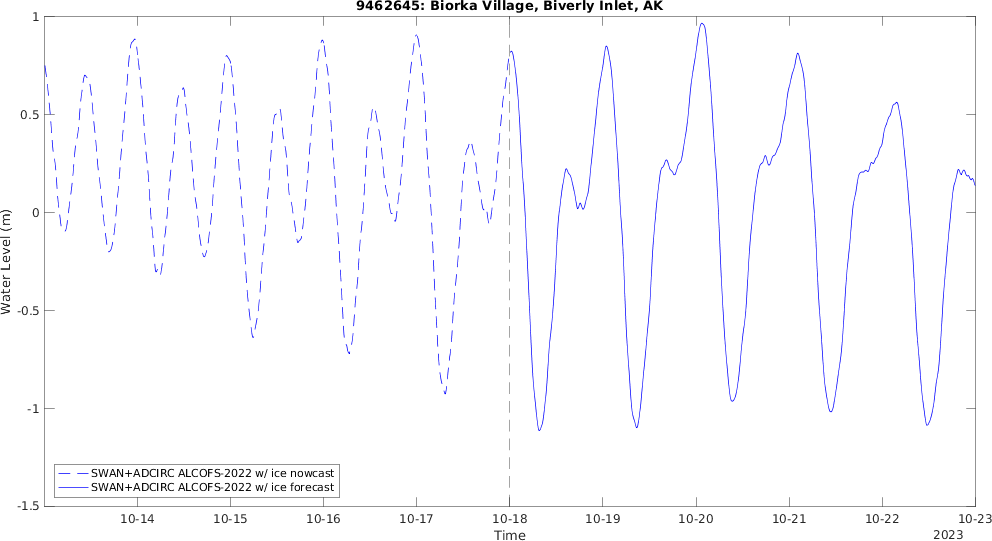 9462645: Biorka Village, Biverly Inlet, AK
1
0.5
0
-0.5
-1
-1.5
Water Level (m)
SWAN+ADCIRC ALCOFS-2022 w/ ice nowcast
SWAN+ADCIRC ALCOFS-2022 w/ ice forecast
10-14 10-15 10-16 10-17 10-18 10-19 10-20 10-21 10-22 10-23
Time
2023